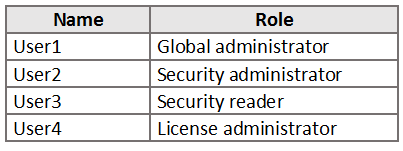 Name Role
User1 Global administrator
User2 Security administrator
User3 Security reader
User4 License administrator